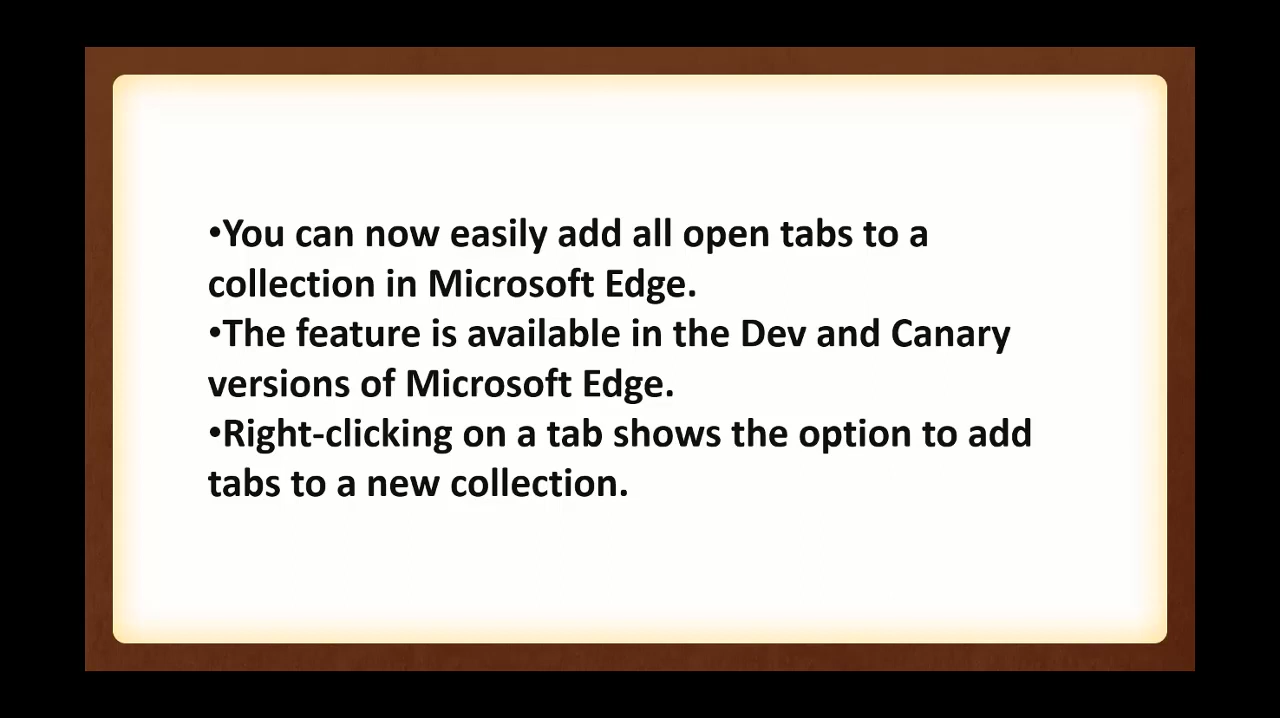 •You can now easily add all open tabs to a
collection in Microsoft Edge.
•The feature is available in the Dev and Canary
versions of Microsoft Edge.
•Right-clicking on a tab shows the option to add
tabs to a new collection.